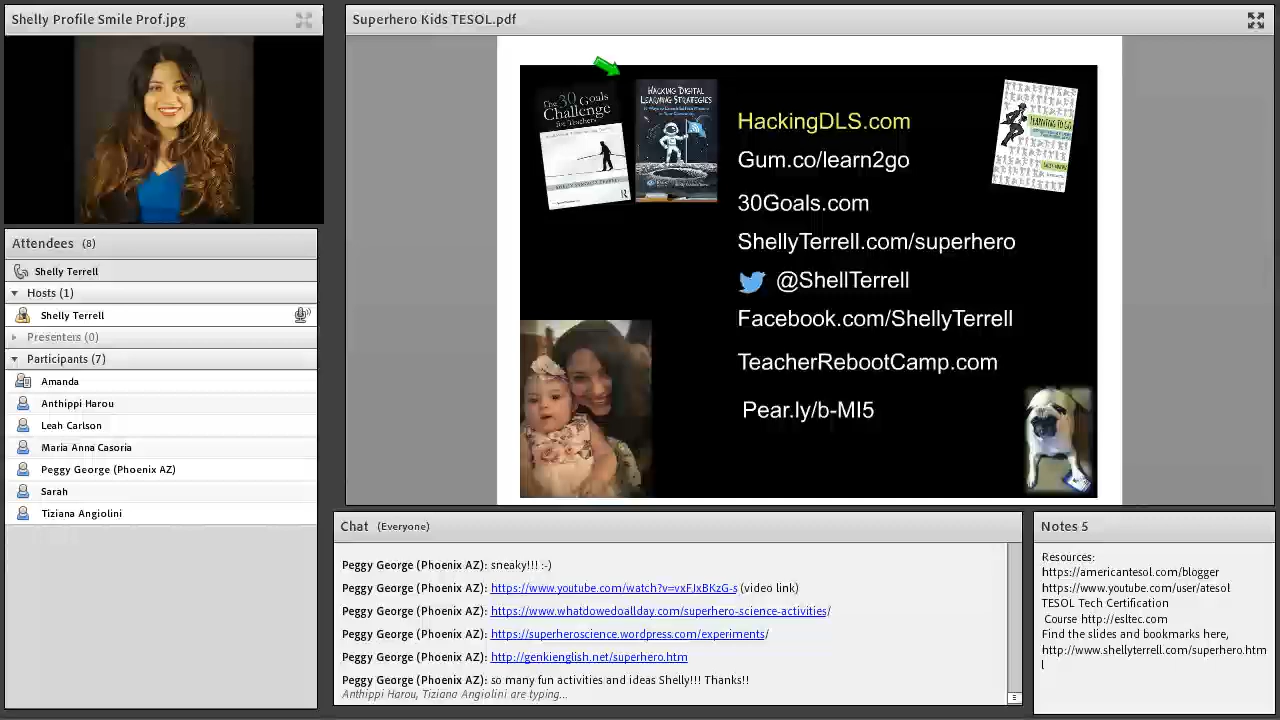 Shelly Profile Smile Prof.jpg
Attendees (8)
Shelly Terrell
Hosts (1)
Shelly Terrell
Presenters (0)
Participants (7)
Amanda
Anthippi Harou
Leah Carlson
Maria Anna Casoria
Peggy George (Phoenix AZ)
Sarah
Tiziana Angiolini
Superhero Kids TESOL.pdf
The 30 Goals
Challenge
for Teachers
HACKING DIGITAL
LEARNING STRATEGIES
LEARNING TO GO
HackingDLS.com
Gum.co/learn2go
30Goals.com
ShellyTerrell.com/superhero
@ShellTerrell
Facebook.com/ShellyTerrell
TeacherRebootCamp.com
Pear.ly/b-MI5
Chat (Everyone)
Peggy George (Phoenix AZ): sneaky!!! :-)
Peggy George (Phoenix AZ): https://www.youtube.com/watch?v=vxFJxBKzG-s (video link)
Peggy George (Phoenix AZ): https://www.whatdowedoallday.com/superhero-science-activities/
Peggy George (Phoenix AZ): https://superheroscience.wordpress.com/experiments/
Peggy George (Phoenix AZ): http://genkienglish.net/superhero.htm
Peggy George (Phoenix AZ): so many fun activities and ideas Shelly!!! Thanks!!
Anthippi Harou, Tiziana Angiolini are typing...
Notes 5
Resources:
https://americantesol.com/blogger
https://www.youtube.com/user/atesol
TESOL Tech Certification
Course http://esltec.com
Find the slides and bookmarks here,
http://www.shellyterrell.com/superhero.htm
l